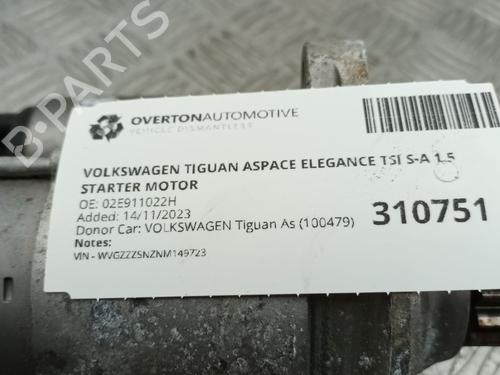 B-PARTS
OVERTONAUTOMOTIVE
VEHICLE DISMANTLERS
VOLKSWAGEN TIGUAN ASPACE ELEGANCE TSI S-A 1.5
STARTER MOTOR
OE: 02E911022H
Added: 14/11/2023
Donor Car: VOLKSWAGEN Tiguan As (100479)
310751
Notes:
VIN - WVGZZZ5NZNM149723